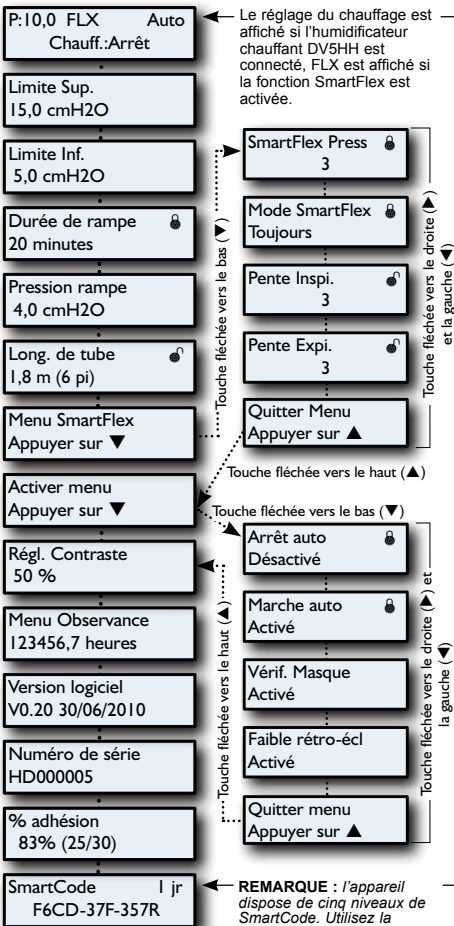 P:10,0 FLX Auto
Chauff.:Arrêt
Le réglage du chauffage est
affiché si l’humidificateur
chauffant DV5HH est
connecté, FLX est affiché si
la fonction SmartFlex est
activée.
Limite Sup.
15,0 cmH2O
Limite Inf.
5,0 cmH2O
Durée de rampe
20 minutes
Pression rampe
4,0 cmH2O
Long. de tube
1,8 m (6 pi)
Menu SmartFlex
Appuyer sur ▼
Activer menu
Appuyer sur ▼
Régl. Contraste
50 %
Menu Observance
123456,7 heures
Version logiciel
V0.20 30/06/2010
Numéro de série
HD000005
% adhésion
83% (25/30)
SmartCode 1 jr
F6CD-37F-357R
Touche fléchée vers le bas (▼)
SmartFlex Press
3
Mode SmartFlex
Toujours
Pente Inspi.
3
Pente Expi.
3
Quitter Menu
Appuyer sur ▲
Touche fléchée vers le droite (▶)
et la gauche (◀)
Touche fléchée vers le haut (▲)
Touche fléchée vers le bas (▼)
Arrêt auto
Désactivé
Marche auto
Activé
Vérif. Masque
Activé
Faible rétro-écl
Activé
Quitter menu
Appuyer sur ▲
Touche fléchée vers le haut (▲)
Touche fléchée vers le droite (▶) et
la gauche (◀)
REMARQUE : l’appareil
dispose de cinq niveaux de
SmartCode. Utilisez la